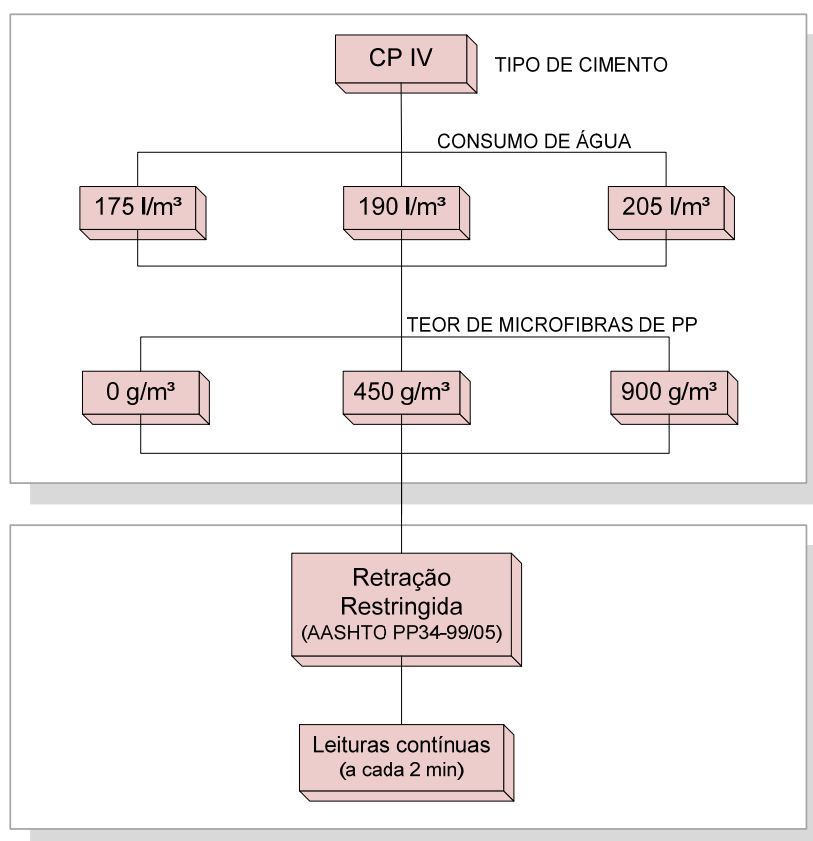 CP IV
TIPO DE CIMENTO
CONSUMO DE ÁGUA
175 l/m³
190 l/m³
205 l/m³
TEOR DE MICROFIBRAS DE PP
0 g/m³
450 g/m³
900 g/m³
Retração
Restringida
(AASHTO PP34-99/05)
Leituras contínuas
(a cada 2 min)